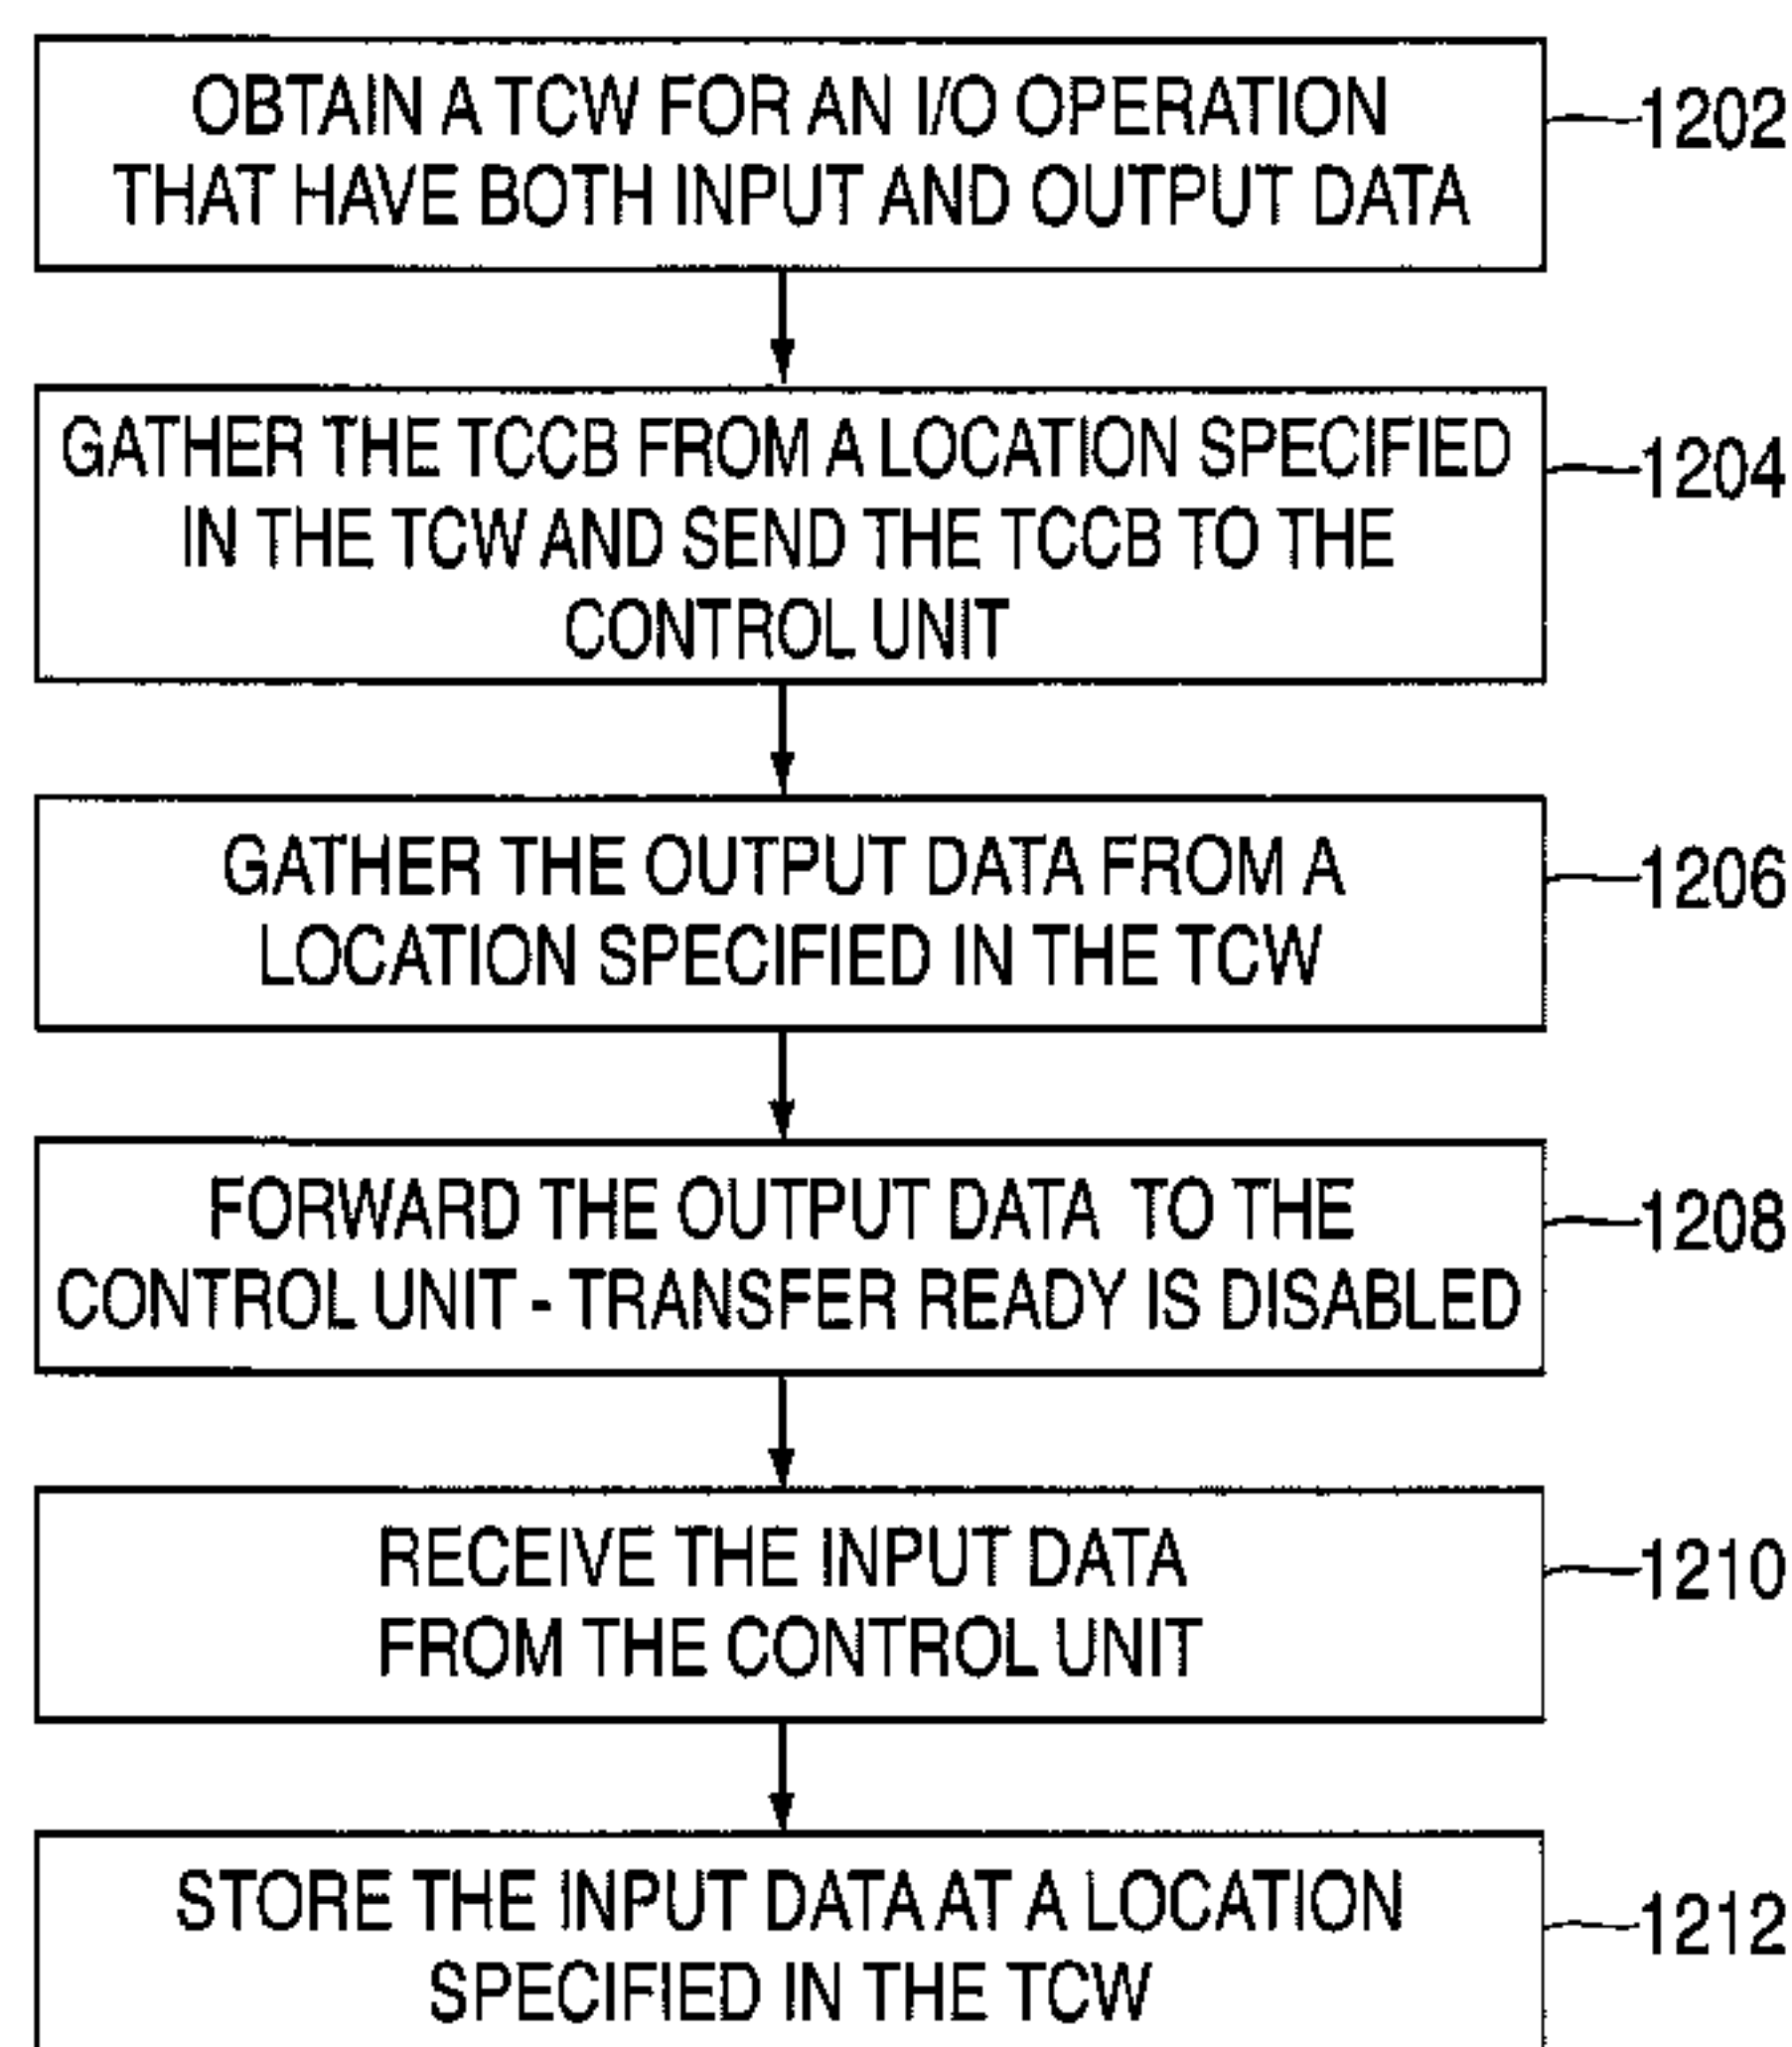 OBTAIN A TCW FOR AN I/O OPERATION
THAT HAVE BOTH INPUT AND OUTPUT DATA
1202
GATHER THE TCCB FROM A LOCATION SPECIFIED
IN THE TCW AND SEND THE TCCB TO THE
CONTROL UNIT
1204
GATHER THE OUTPUT DATA FROM A
LOCATION SPECIFIED IN THE TCW
1206
FORWARD THE OUTPUT DATA TO THE
CONTROL UNIT - TRANSFER READY IS DISABLED
1208
RECEIVE THE INPUT DATA
FROM THE CONTROL UNIT
1210
STORE THE INPUT DATA AT A LOCATION
SPECIFIED IN THE TCW
1212